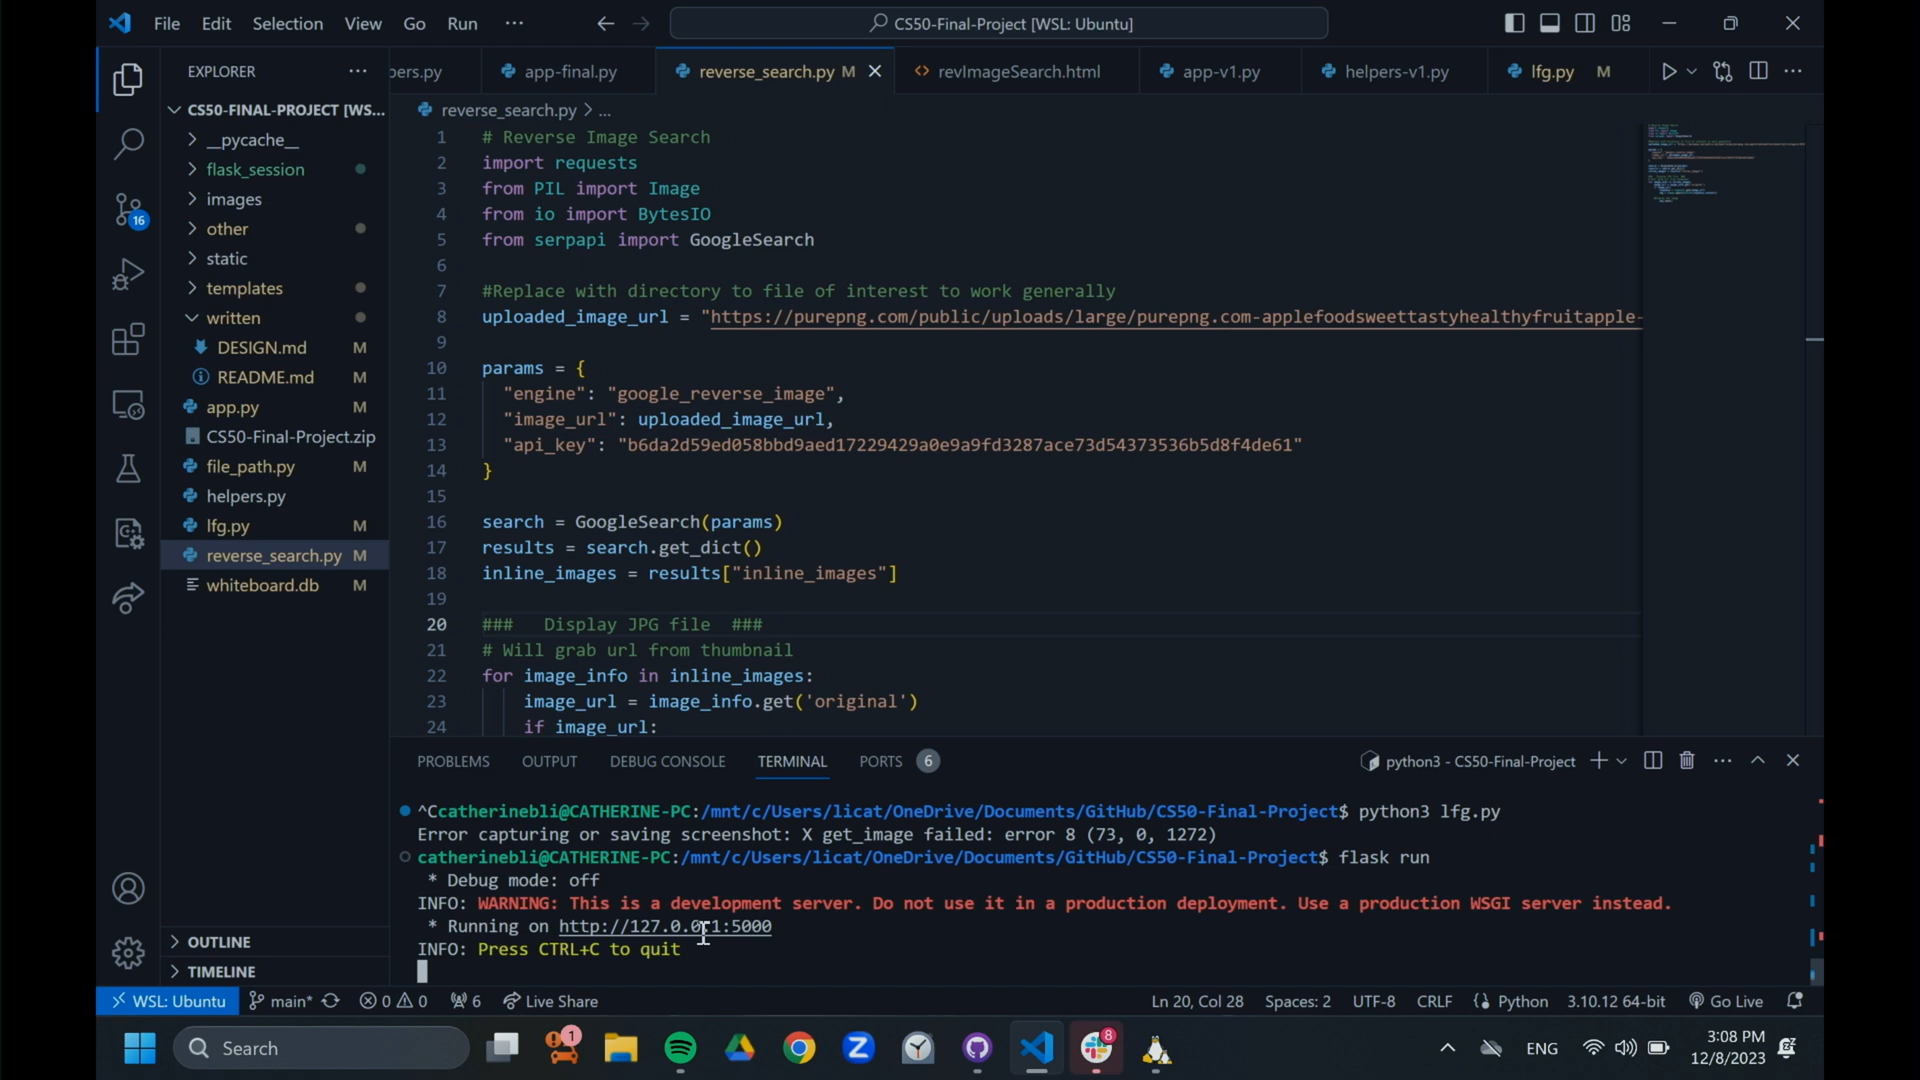 File Edit Selection View Go Run ··· CS50-Final-Project [WSL: Ubuntu]
EXPLORER ···
pers.py app-final.py reverse_search.py M revImageSearch.html app-v1.py helpers-v1.py lfg.py M
CS50-FINAL-PROJECT [WS...
__pycache__
flask_session
images
other
static
templates
written
DESIGN.md M
README.md M
app.py M
CS50-Final-Project.zip
file_path.py M
helpers.py
lfg.py M
reverse_search.py M
whiteboard.db M
OUTLINE
TIMELINE
16
reverse_search.py > ...
1 # Reverse Image Search
2 import requests
3 from PIL import Image
4 from io import BytesIO
5 from serpapi import GoogleSearch
6
7 #Replace with directory to file of interest to work generally
8 uploaded_image_url = "https://purepng.com/public/uploads/large/purepng.com-applefoodsweettastyhealthyfruitapple-
9
10 params = {
11 "engine": "google_reverse_image",
12 "image_url": uploaded_image_url,
13 "api_key": "b6da2d59ed058bbd9aed17229429a0e9a9fd3287ace73d54373536b5d8f4de61"
14 }
15
16 search = GoogleSearch(params)
17 results = search.get_dict()
18 inline_images = results["inline_images"]
19
20 ### Display JPG file ###
21 # Will grab url from thumbnail
22 for image_info in inline_images:
23 image_url = image_info.get('original')
24 if image_url:
PROBLEMS OUTPUT DEBUG CONSOLE TERMINAL PORTS 6 python3 - CS50-Final-Project
^Ccatherinebli@CATHERINE-PC:/mnt/c/Users/licat/OneDrive/Documents/GitHub/CS50-Final-Project$ python3 lfg.py
Error capturing or saving screenshot: X get_image failed: error 8 (73, 0, 1272)
catherinebli@CATHERINE-PC:/mnt/c/Users/licat/OneDrive/Documents/GitHub/CS50-Final-Project$ flask run
* Debug mode: off
INFO: WARNING: This is a development server. Do not use it in a production deployment. Use a production WSGI server instead.
* Running on http://127.0.0.1:5000
INFO: Press CTRL+C to quit
WSL: Ubuntu main* 0 0 6 Live Share Ln 20, Col 28 Spaces: 2 UTF-8 CRLF Python 3.10.12 64-bit Go Live
Search 1 8 ENG 3:08 PM
12/8/2023